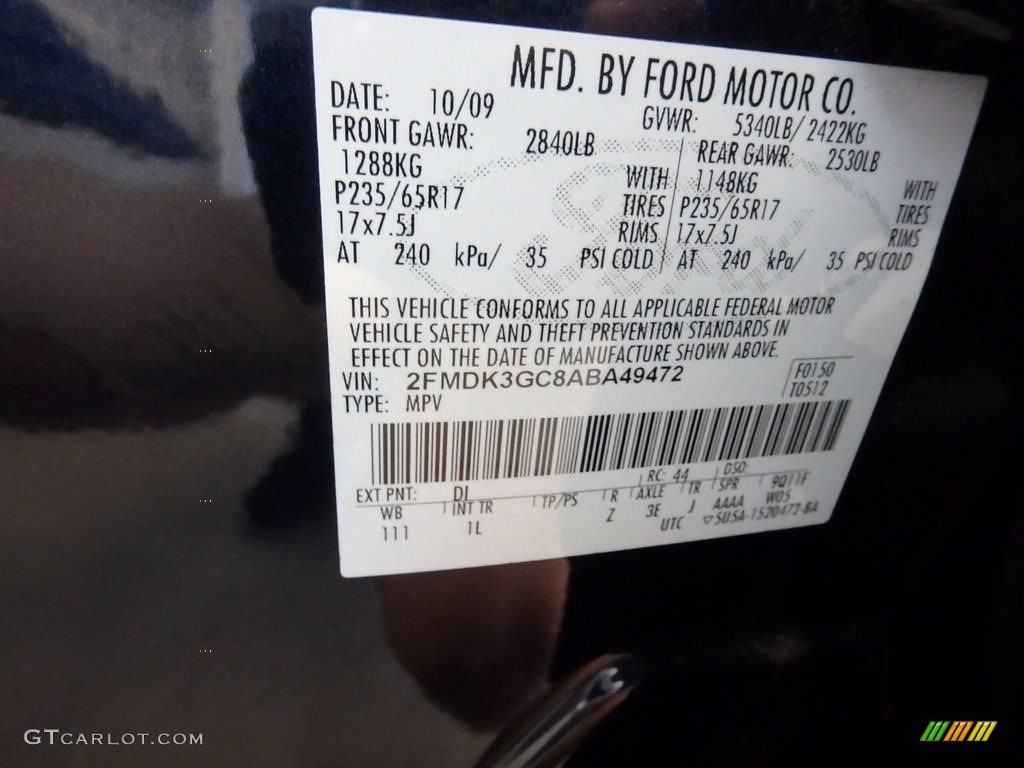 MFD. BY FORD MOTOR CO.
DATE: 10/09 GVWR: 5340LB/ 2422KG
FRONT GAWR: 2840LB REAR GAWR: 2530LB
1288KG WITH 1148KG WITH
P235/65R17 TIRES P235/65R17 TIRES
17x7.5J RIMS 17x7.5J RIMS
AT 240 kPa/ 35 PSI COLD AT 240 kPa/ 35 PSI COLD
THIS VEHICLE CONFORMS TO ALL APPLICABLE FEDERAL MOTOR
VEHICLE SAFETY AND THEFT PREVENTION STANDARDS IN
EFFECT ON THE DATE OF MANUFACTURE SHOWN ABOVE.
VIN: 2FMDK3GC8ABA49472 F0150
TYPE: MPV T0512
EXT PNT: DI RC: 44 DSO:
WB INT TR TP/PS R AXLE TR SPR 9Q11F
111 1L Z 3E J AAAA W05
UTC ▽5U5A-1520472-BA
GTCARLOT.COM